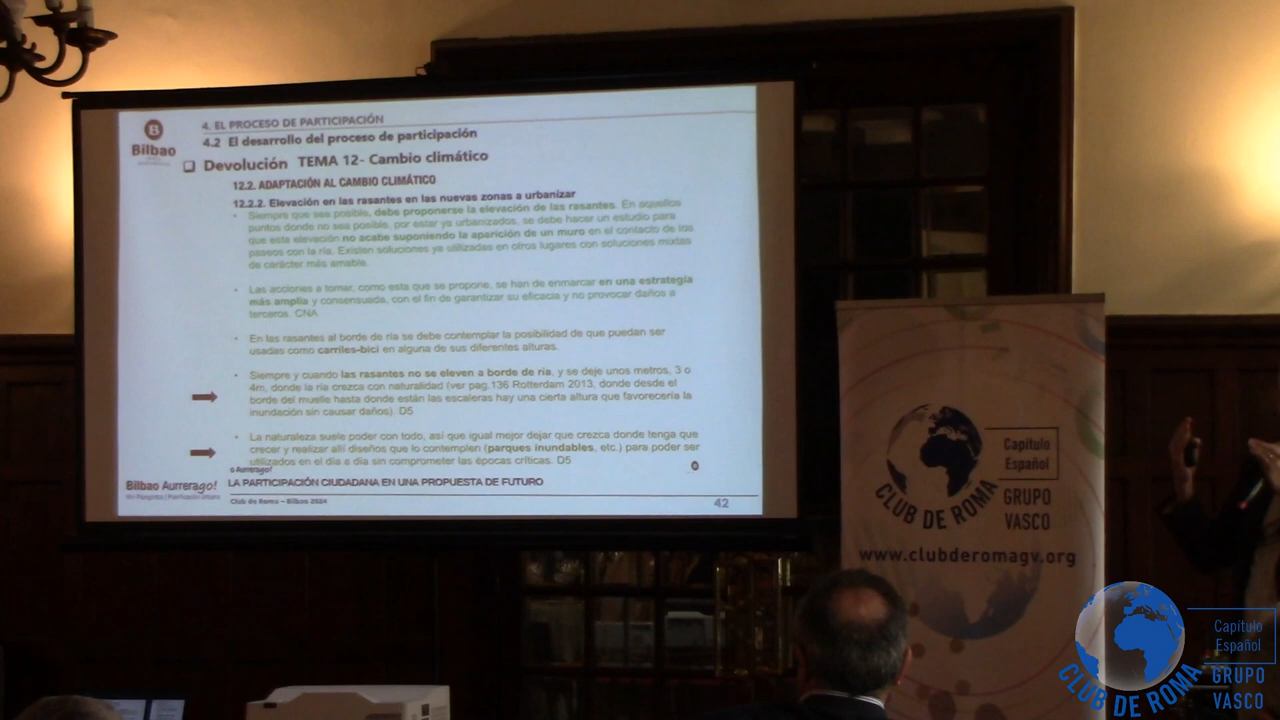 4. EL PROCESO DE PARTICIPACIÓN
4.2 El desarrollo del proceso de participación
Bilbao
Devolución TEMA 12- Cambio climático
12.2. ADAPTACIÓN AL CAMBIO CLIMÁTICO
12.2.2. Elevación en las rasantes en las nuevas zonas a urbanizar
• Siempre que sea posible, debe proponerse la elevación de las rasantes. En aquellos
puntos donde no sea posible, por estar ya urbanizados, se debe hacer un estudio para
que esta elevación no acabe suponiendo la aparición de un muro en el contacto de los
paseos con la ría. Existen soluciones ya utilizadas en otros lugares con soluciones mixtas
de carácter más amable.
• Las acciones a tomar, como esta que se propone, se han de enmarcar en una estrategia
más amplia y consensuada, con el fin de garantizar su eficacia y no provocar daños a
terceros. CNA
• En las rasantes al borde de ría se debe contemplar la posibilidad de que puedan ser
usadas como carriles-bici en alguna de sus diferentes alturas.
• Siempre y cuando las rasantes no se eleven a borde de ría, y se deje unos metros, 3 o
4m, donde la ría crezca con naturalidad (ver pag.136 Rotterdam 2013, donde desde el
borde del muelle hasta donde están las escaleras hay una cierta altura que favorecería la
inundación sin causar daños). D5
• La naturaleza suele poder con todo, así que igual mejor dejar que crezca donde tenga que
crecer y realizar allí diseños que lo contemplen (parques inundables, etc.) para poder ser
utilizados en el día a día sin comprometer las épocas críticas. D5
o Aurrerago!
Bilbao Aurrerago!
LA PARTICIPACIÓN CIUDADANA EN UNA PROPUESTA DE FUTURO
Club de Roma – Bilbao 2024
42
Capítulo
Español
CLUB DE ROMA
GRUPO
VASCO
www.clubderomagv.org
Capítulo
Español
CLUB DE ROMA
GRUPO
VASCO